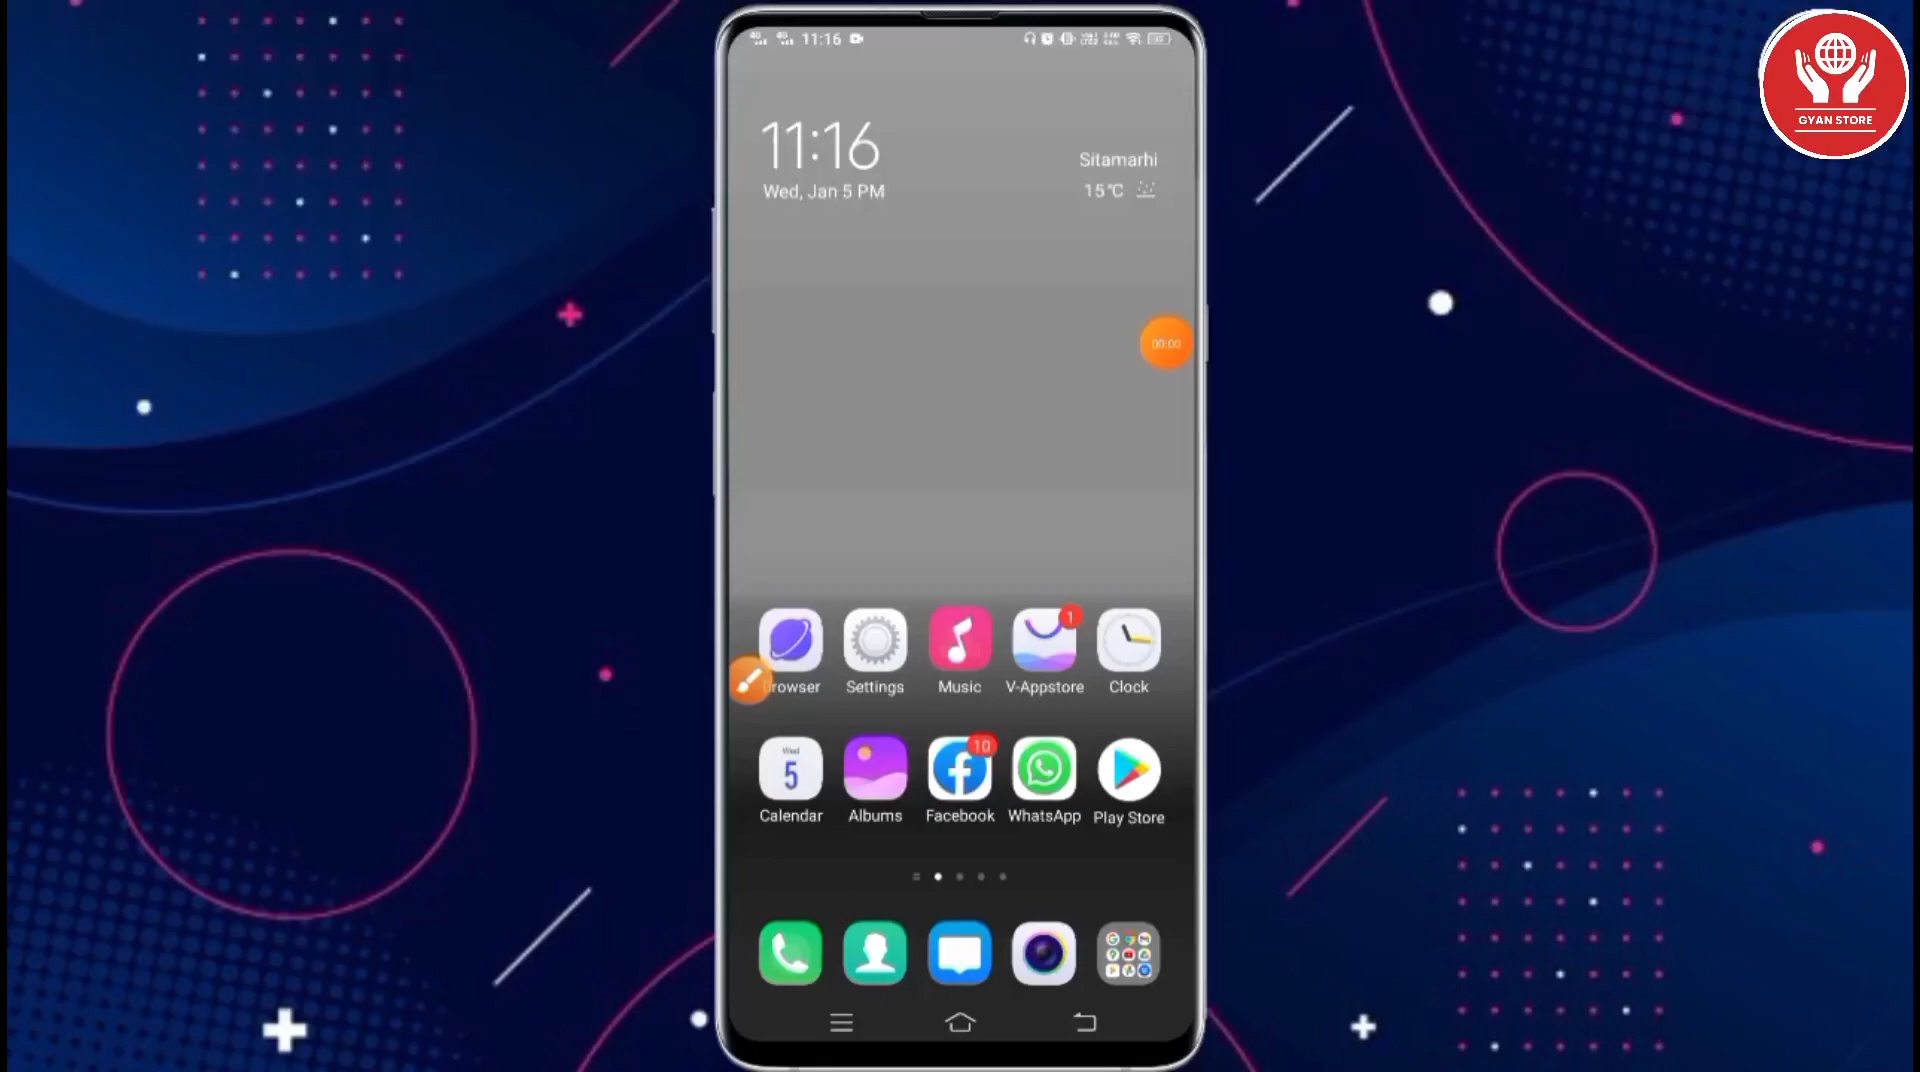 11:16
11:16
Wed, Jan 5 PM
Sitamarhi
15°C
GYAN STORE
00:00
1
rowser
Settings
Music
V-Appstore
Clock
Wed
5
10
Calendar
Albums
Facebook
WhatsApp
Play Store